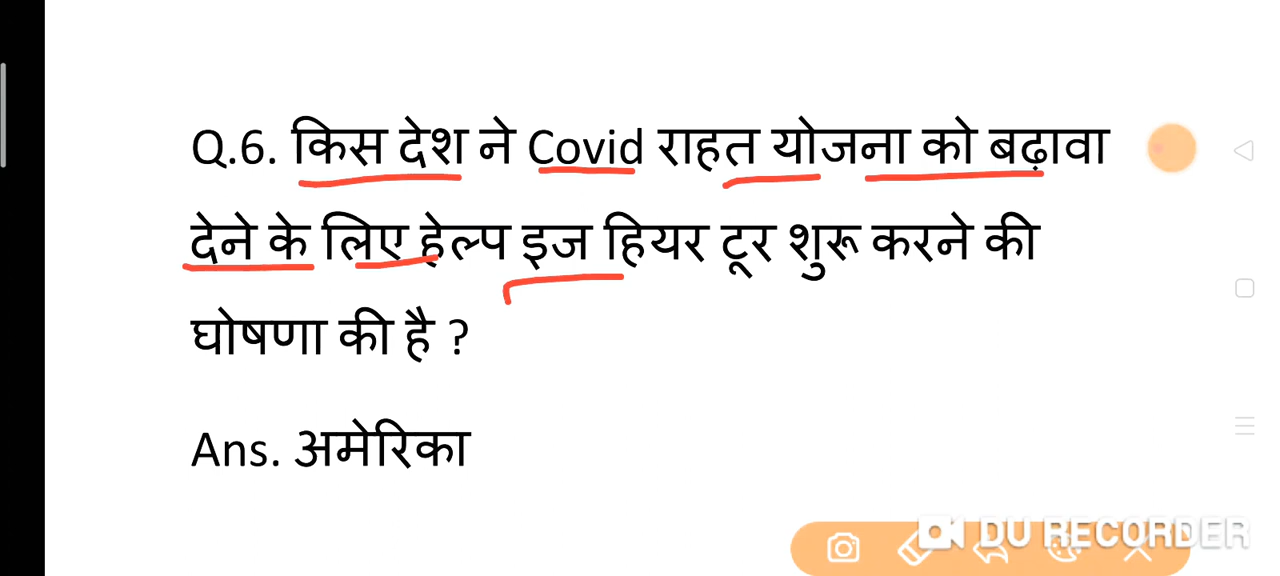 Q.6. किस देश ने Covid राहत योजना को बढ़ावा
देने के लिए हेल्प इज हियर टूर शुरू करने की
घोषणा की है ?
Ans. अमेरिका
DU RECORDER